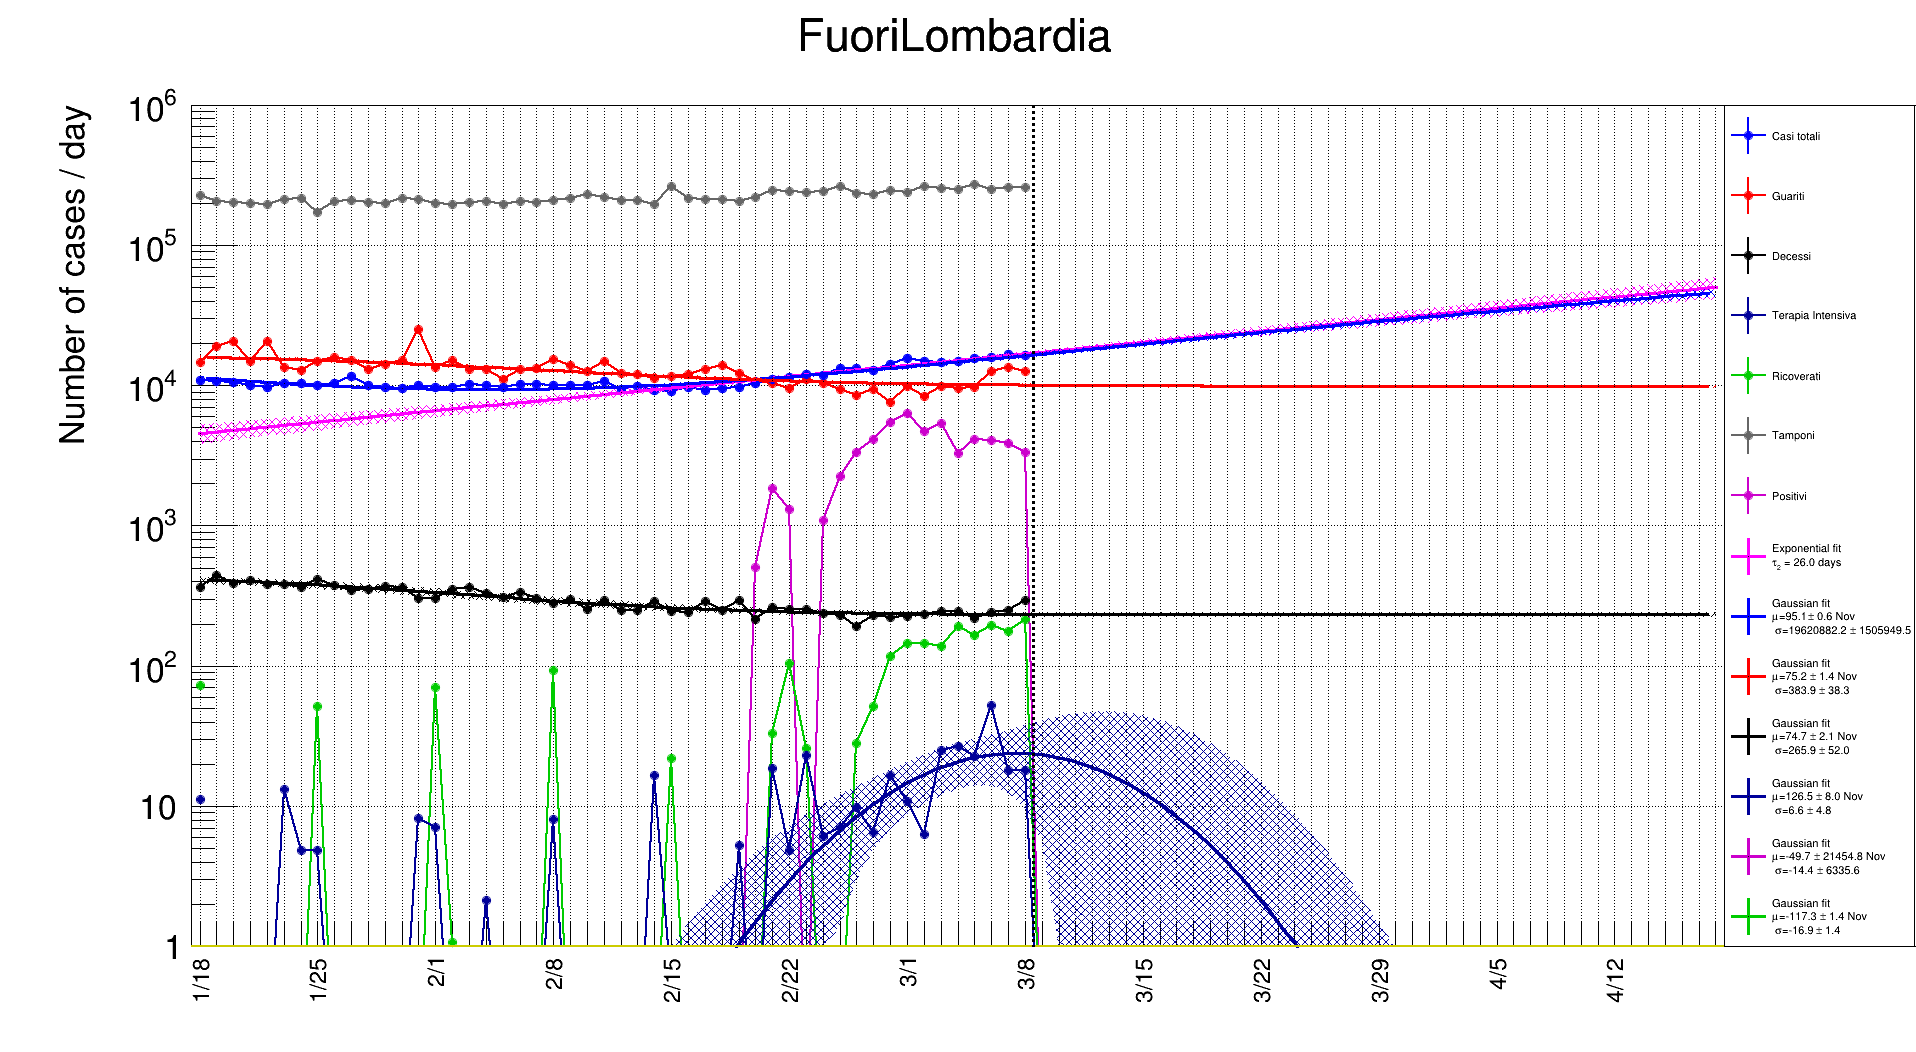 FuoriLombardia
Number of cases / day
10^6
10^5
10^4
10^3
10^2
10
1
1/18
1/25
2/1
2/8
2/15
2/22
3/1
3/8
3/15
3/22
3/29
4/5
4/12
Casi totali
Guariti
Decessi
Terapia Intensiva
Ricoverati
Tamponi
Positivi
Exponential fit
τ_2 = 26.0 days
Gaussian fit
μ=95.1± 0.6 Nov
σ=19620882.2 ± 1505949.5
Gaussian fit
μ=75.2 ± 1.4 Nov
σ=383.9 ± 38.3
Gaussian fit
μ=74.7 ± 2.1 Nov
σ=265.9 ± 52.0
Gaussian fit
μ=126.5 ± 8.0 Nov
σ=6.6 ± 4.8
Gaussian fit
μ=-49.7 ± 21454.8 Nov
σ=-14.4 ± 6335.6
Gaussian fit
μ=-117.3 ± 1.4 Nov
σ=-16.9 ± 1.4